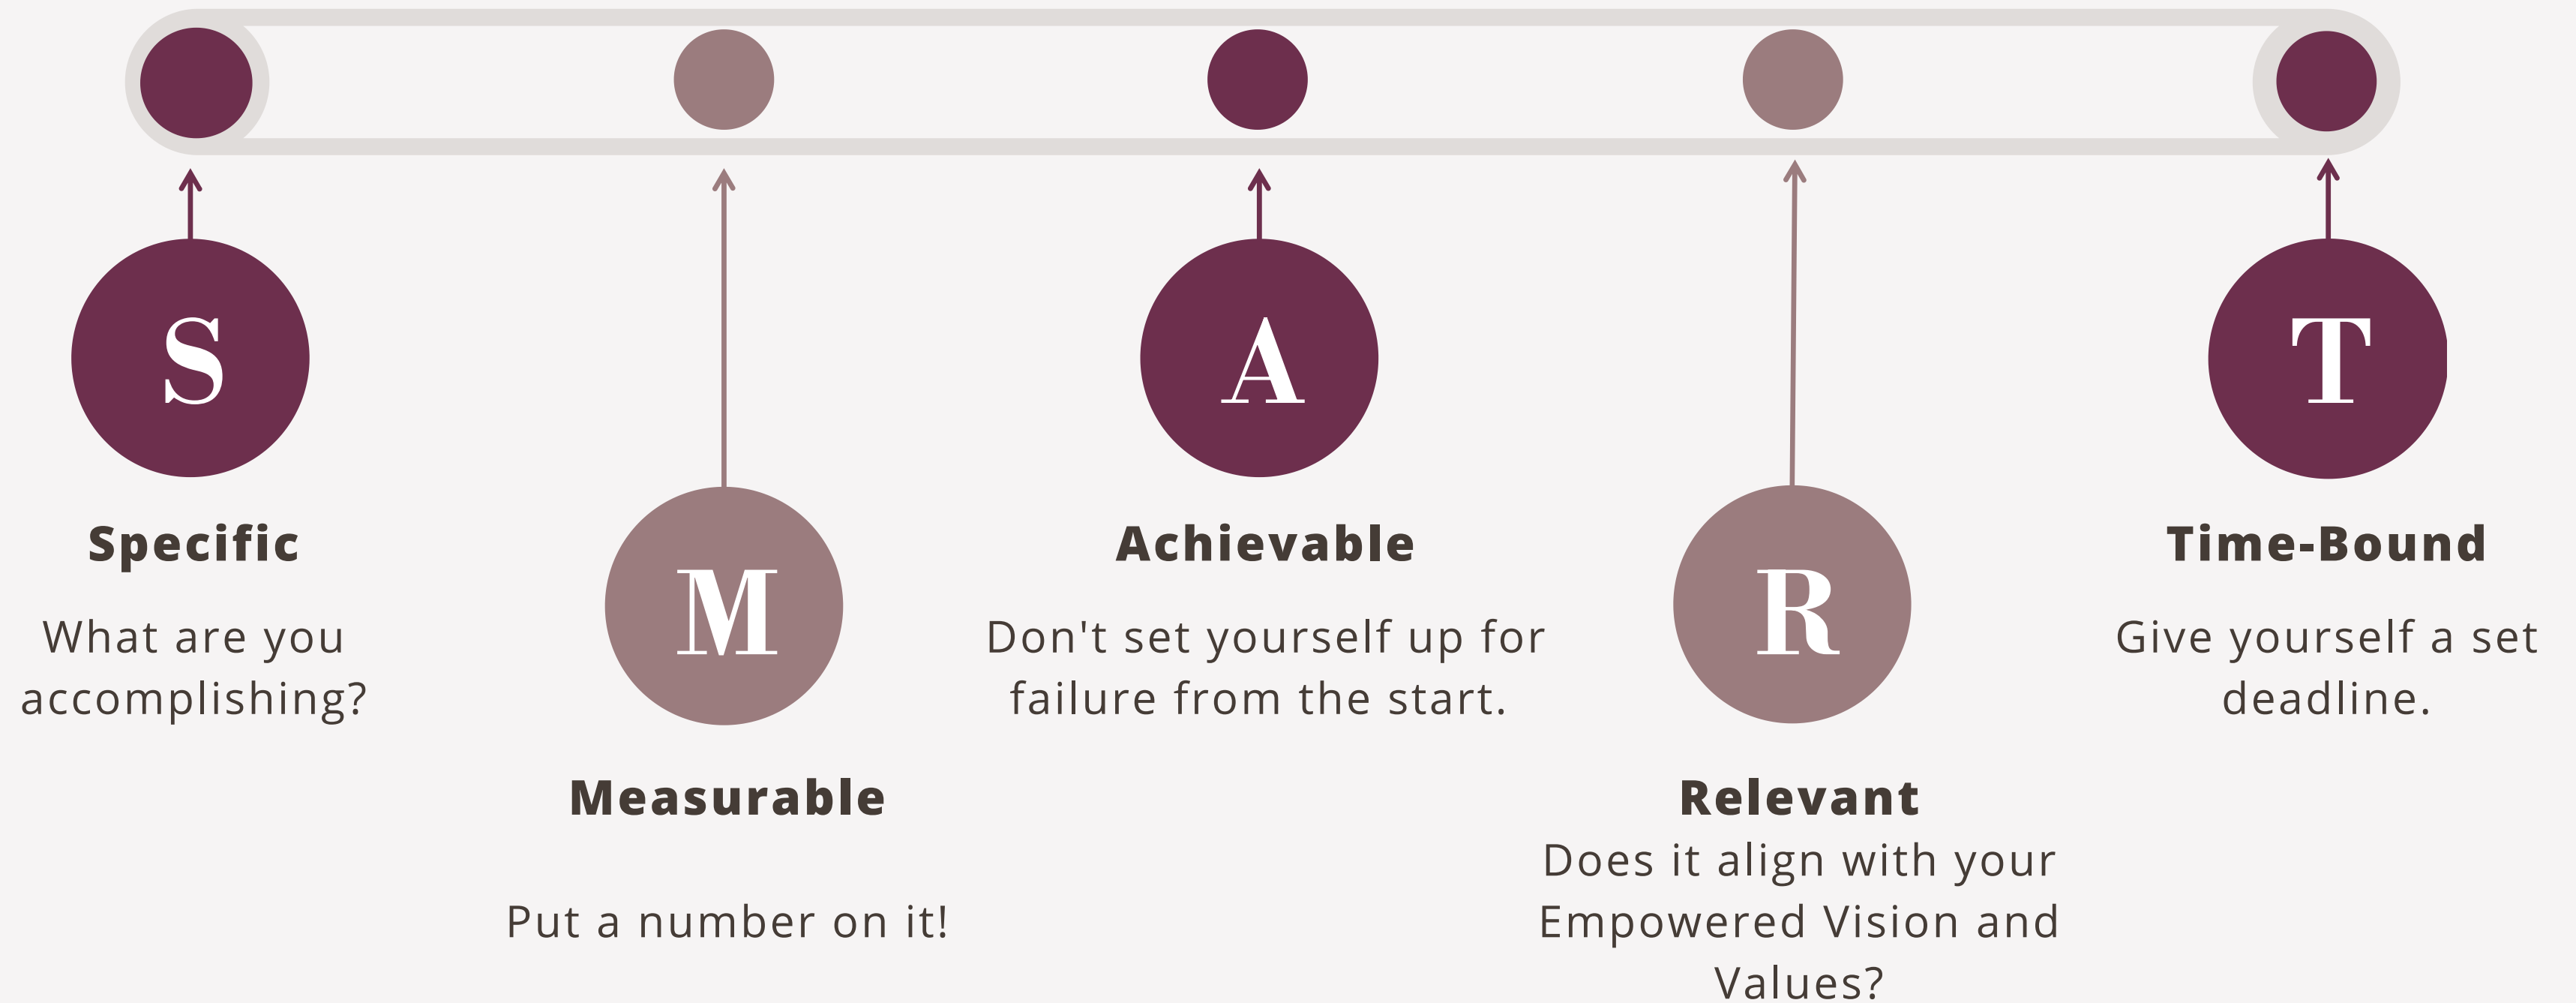 S
Specific
What are you
accomplishing?
M
Measurable
Put a number on it!
A
Achievable
Don't set yourself up for
failure from the start.
R
Relevant
Does it align with your
Empowered Vision and
Values?
T
Time-Bound
Give yourself a set
deadline.